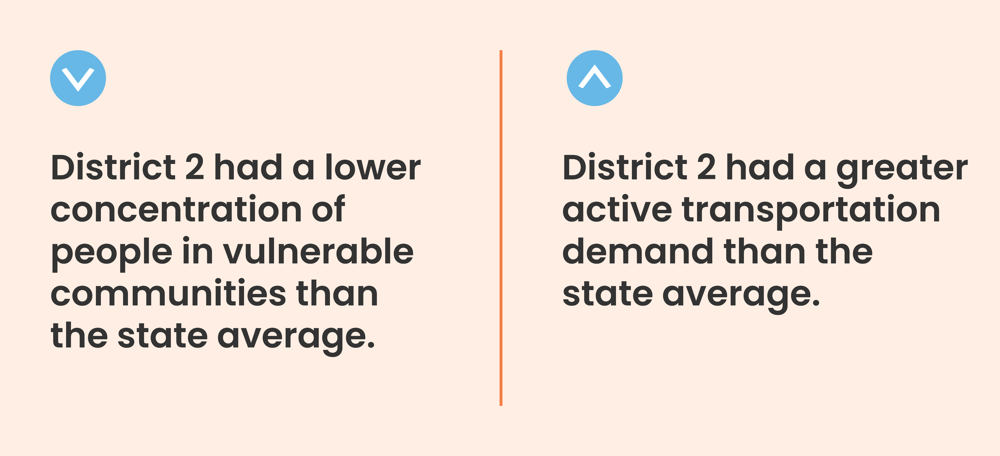 District 2 had a lower
concentration of
people in vulnerable
communities than
the state average.
District 2 had a greater
active transportation
demand than the
state average.